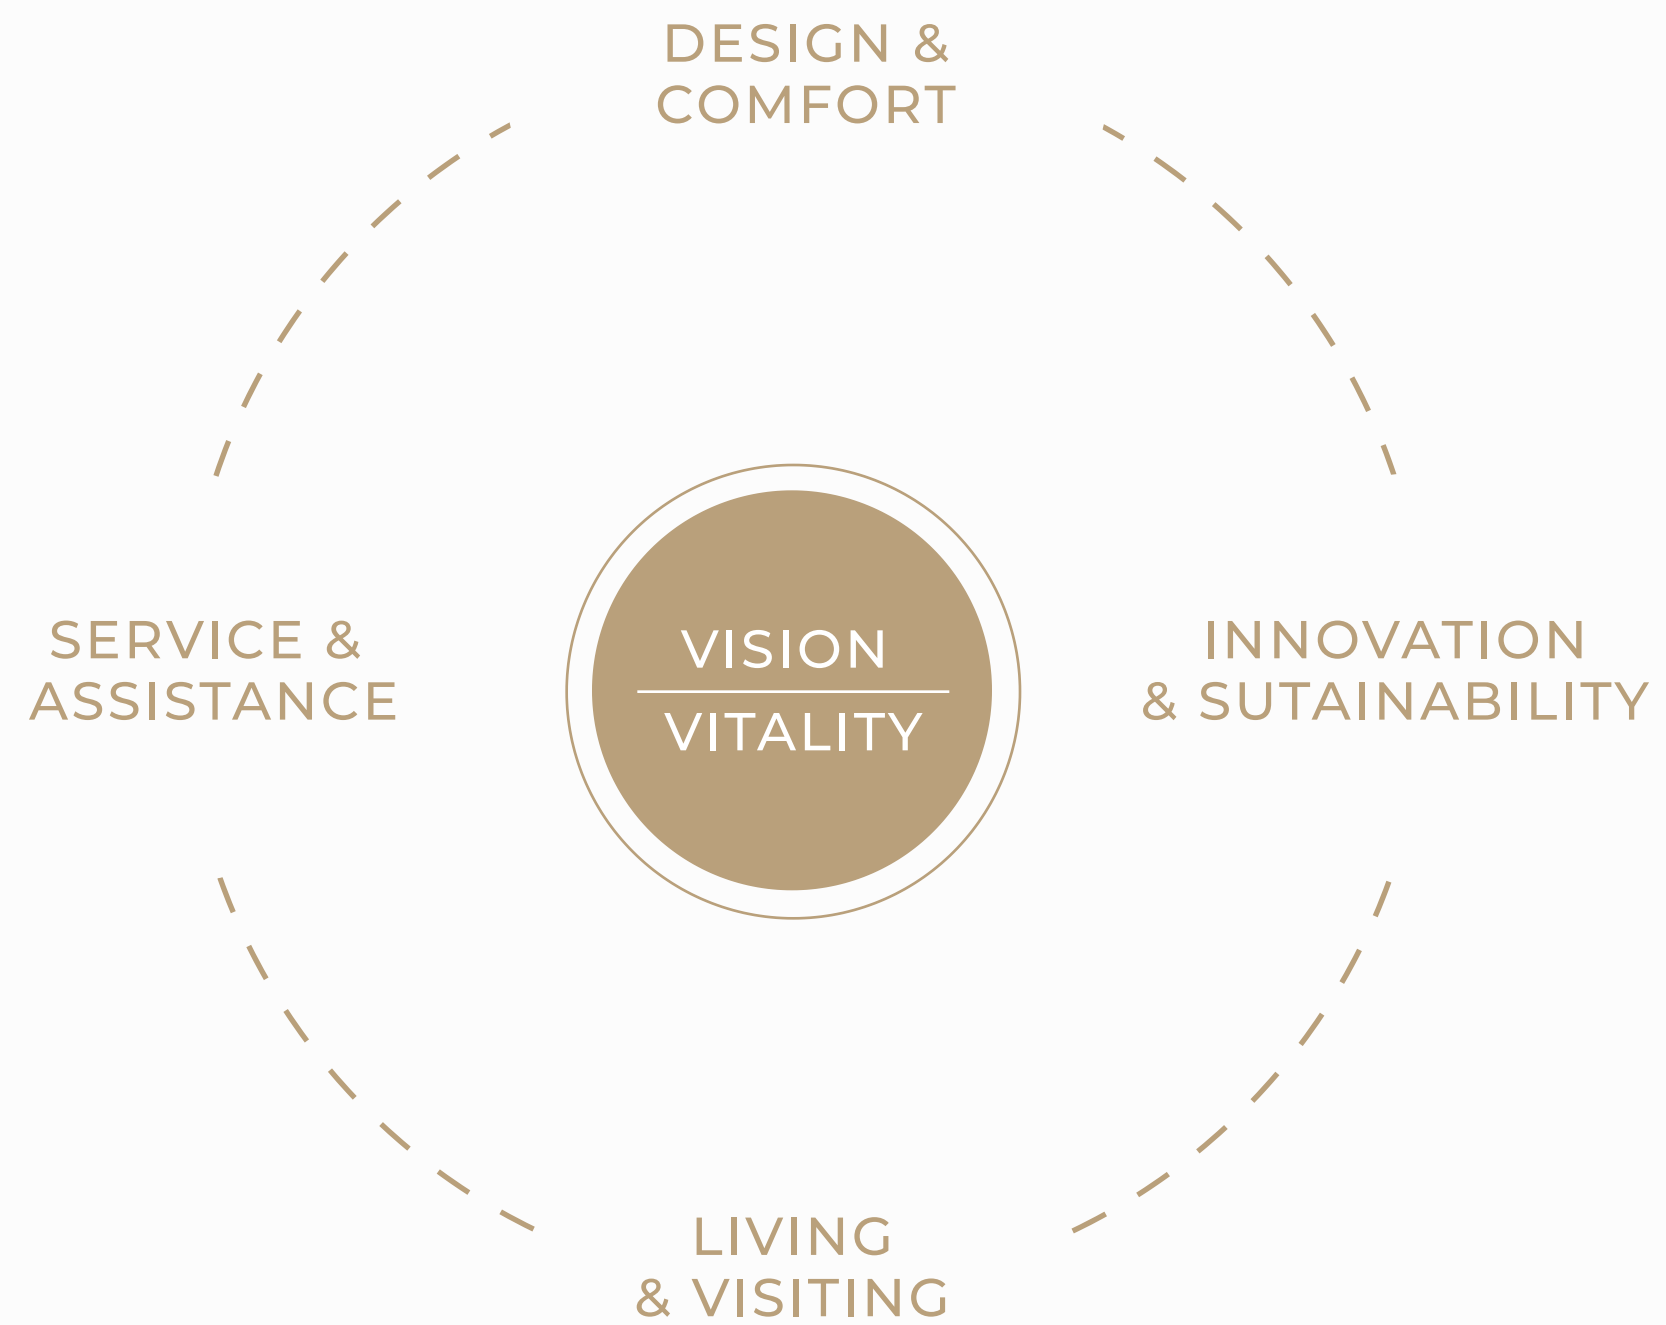 DESIGN &
COMFORT
SERVICE &
ASSISTANCE
VISION
VITALITY
INNOVATION
& SUTAINABILITY
LIVING
& VISITING